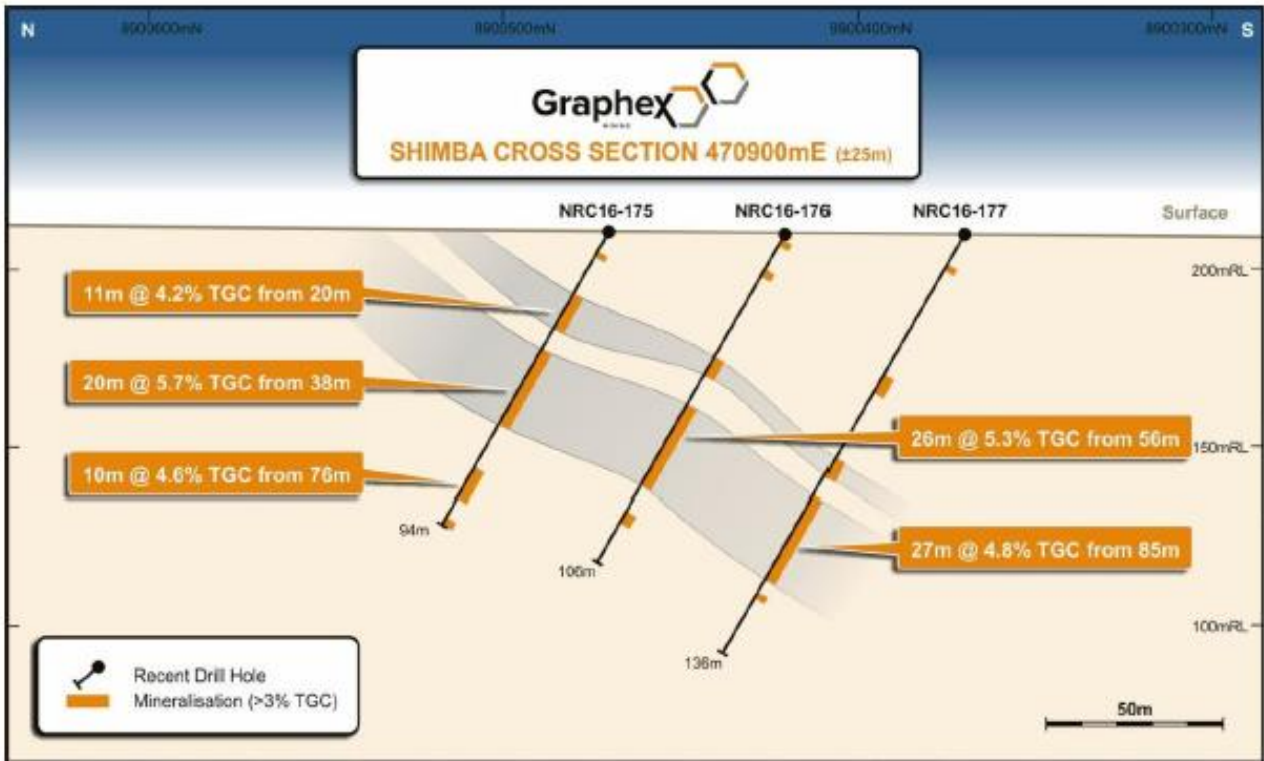 N 8900600mN 8900500mN 8900400mN 8900300mN S
Graphex
MINING
SHIMBA CROSS SECTION 470900mE (±25m)
NRC16-175 NRC16-176 NRC16-177 Surface
200mRL
11m @ 4.2% TGC from 20m
20m @ 5.7% TGC from 38m
26m @ 5.3% TGC from 56m
150mRL
10m @ 4.6% TGC from 76m
94m
27m @ 4.8% TGC from 85m
106m
100mRL
136m
Recent Drill Hole
Mineralisation (>3% TGC)
50m